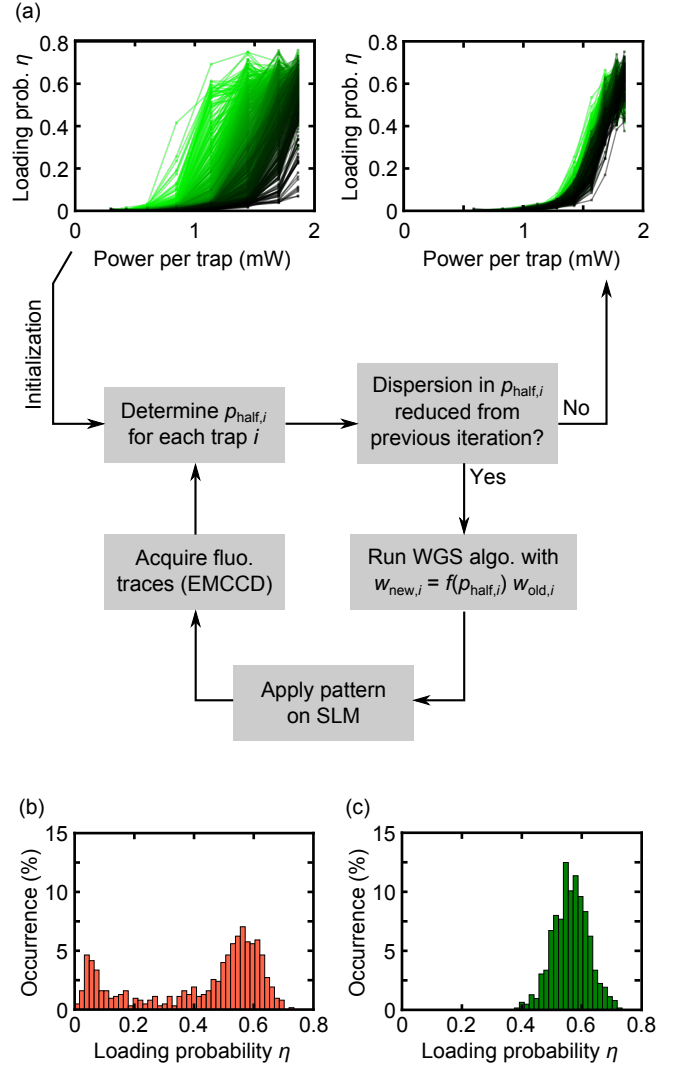 (a)
0.8
0.6
0.4
0.2
0
Loading prob. η
0
1
2
Power per trap (mW)
0.8
0.6
0.4
0.2
0
Loading prob. η
0
1
2
Power per trap (mW)
Initialization
Determine p_half,i
for each trap i
Dispersion in p_half,i
reduced from
previous iteration?
No
Yes
Acquire fluo.
traces (EMCCD)
Run WGS algo. with
w_new,i = f(p_half,i) w_old,i
Apply pattern
on SLM
(b)
15
10
5
0
Occurrence (%)
0
0.2
0.4
0.6
0.8
Loading probability η
(c)
15
10
5
0
Occurrence (%)
0
0.2
0.4
0.6
0.8
Loading probability η